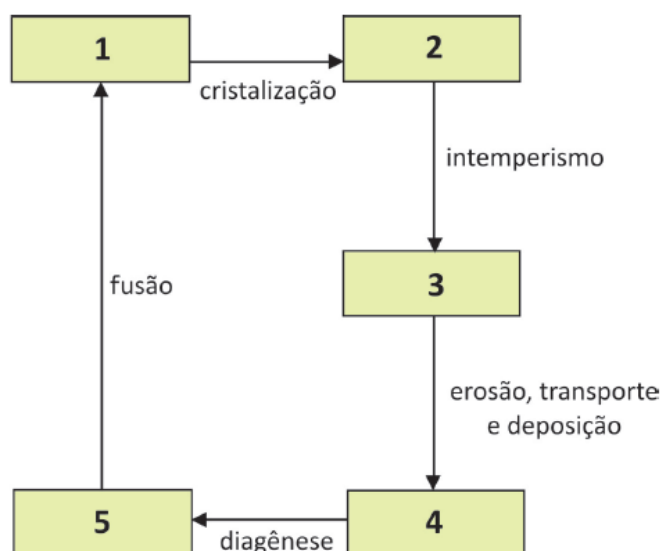 1
2
cristalização
intemperismo
3
fusão
erosão, transporte
e deposição
5
4
diagênese